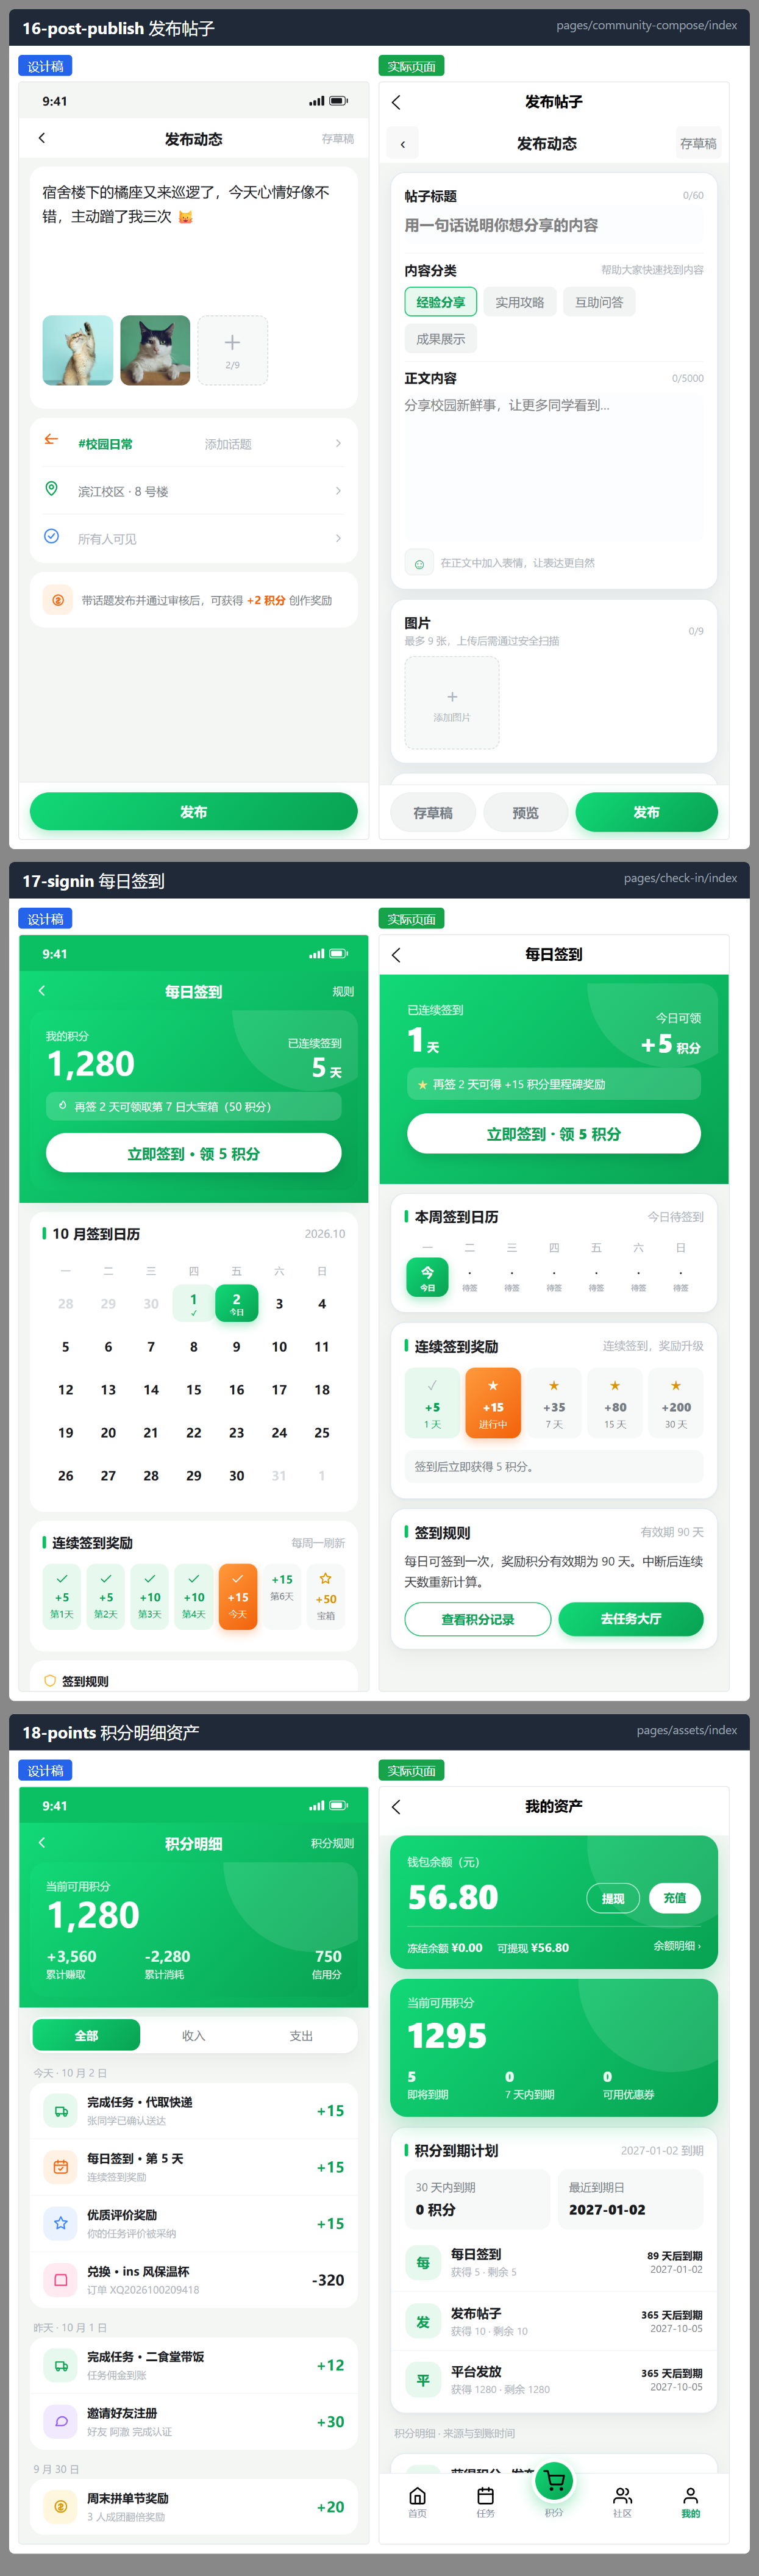 16-post-publish 发布帖子
pages/community-compose/index
设计稿
9:41
发布动态
存草稿
宿舍楼下的橘座又来巡逻了，今天心情好像不
错，主动蹭了我三次 😸
2/9
#校园日常
添加话题
滨江校区 · 8 号楼
所有人可见
带话题发布并通过审核后，可获得 +2 积分 创作奖励
发布
实际页面
发布帖子
发布动态
存草稿
帖子标题
0/60
用一句话说明你想分享的内容
内容分类
帮助大家快速找到内容
经验分享
实用攻略
互助问答
成果展示
正文内容
0/5000
分享校园新鲜事，让更多同学看到...
在正文中加入表情，让表达更自然
图片
最多 9 张，上传后需通过安全扫描
0/9
添加图片
存草稿
预览
发布
17-signin 每日签到
pages/check-in/index
设计稿
9:41
每日签到
规则
我的积分
1,280
已连续签到
5 天
再签 2 天可领取第 7 日大宝箱（50 积分）
立即签到 · 领 5 积分
10 月签到日历
2026.10
一 二 三 四 五 六 日
28 29 30 1 2 3 4
✓ 今日
5 6 7 8 9 10 11
12 13 14 15 16 17 18
19 20 21 22 23 24 25
26 27 28 29 30 31 1
连续签到奖励
每周一刷新
+5 +5 +10 +10 +15 +15 +50
第1天 第2天 第3天 第4天 今天 第6天 宝箱
签到规则
实际页面
每日签到
已连续签到
1 天
今日可领
+5 积分
★ 再签 2 天可得 +15 积分里程碑奖励
立即签到 · 领 5 积分
本周签到日历
今日待签到
一 二 三 四 五 六 日
今 · · · · · ·
今日 待签 待签 待签 待签 待签 待签
连续签到奖励
连续签到，奖励升级
✓ ★ ★ ★ ★
+5 +15 +35 +80 +200
1 天 进行中 7 天 15 天 30 天
签到后立即获得 5 积分。
签到规则
有效期 90 天
每日可签到一次，奖励积分有效期为 90 天。中断后连续
天数重新计算。
查看积分记录
去任务大厅
18-points 积分明细资产
pages/assets/index
设计稿
9:41
积分明细
积分规则
当前可用积分
1,280
+3,560 -2,280 750
累计赚取 累计消耗 信用分
全部 收入 支出
今天 · 10 月 2 日
完成任务 · 代取快递
张同学已确认送达
+15
每日签到 · 第 5 天
连续签到奖励
+15
优质评价奖励
你的任务评价被采纳
+15
兑换 · ins 风保温杯
订单 XQ2026100209418
-320
昨天 · 10 月 1 日
完成任务 · 二食堂带饭
任务佣金到账
+12
邀请好友注册
好友 阿澈 完成认证
+30
9 月 30 日
周末拼单节奖励
3 人成团翻倍奖励
+20
实际页面
我的资产
钱包余额（元）
56.80
提现
充值
冻结余额 ¥0.00 可提现 ¥56.80
余额明细 ›
当前可用积分
1295
5 0 0
即将到期 7 天内到期 可用优惠券
积分到期计划
2027-01-02 到期
30 天内到期
0 积分
最近到期日
2027-01-02
每
每日签到
获得 5 · 剩余 5
89 天后到期
2027-01-02
发
发布帖子
获得 10 · 剩余 10
365 天后到期
2027-10-05
平
平台发放
获得 1280 · 剩余 1280
365 天后到期
2027-10-05
积分明细 · 来源与到账时间
首页 任务 积分 社区 我的